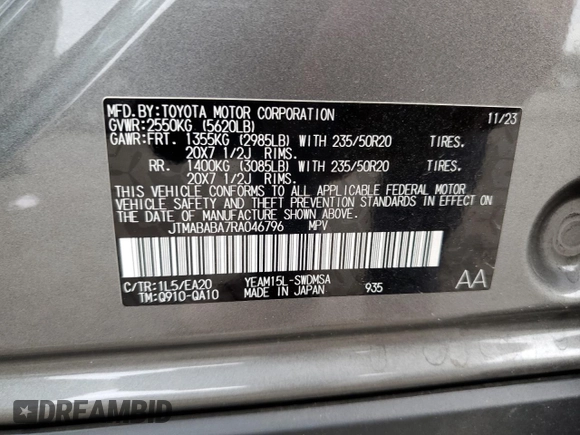 MFD. BY: TOYOTA MOTOR CORPORATION 11/23
GVWR: 2550KG (5620LB)
GAWR: FRT. 1355KG (2985LB) WITH 235/50R20 TIRES.
20X7 1/2J RIMS.
RR. 1400KG (3085LB) WITH 235/50R20 TIRES.
20X7 1/2J RIMS.
THIS VEHICLE CONFORMS TO ALL APPLICABLE FEDERAL MOTOR
VEHICLE SAFETY AND THEFT PREVENTION STANDARDS IN EFFECT ON
THE DATE OF MANUFACTURE SHOWN ABOVE.
JTMABABA7RA046796 MPV
C/TR: 1L5/EA20 YEAM15L-SWDMSA
TM: Q910-QA10 MADE IN JAPAN 935
AA
DREAMBID